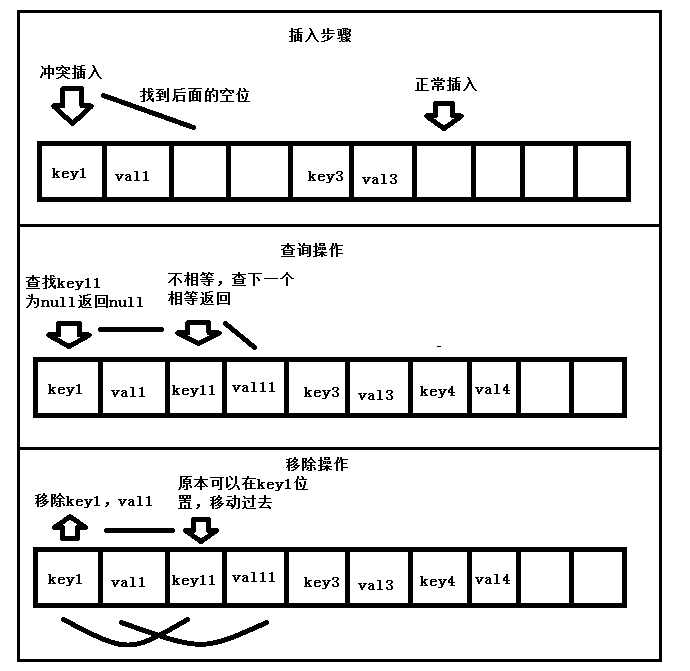 插入步骤
冲突插入
找到后面的空位
正常插入
key1 val1 key3 val3
查询操作
查找key11
为null返回null
不相等，查下一个
相等返回
key1 val1 key11 val11 key3 val3 key4 val4
移除操作
移除key1，val1
原本可以在key1位
置，移动过去
key1 val1 key11 val11 key3 val3 key4 val4